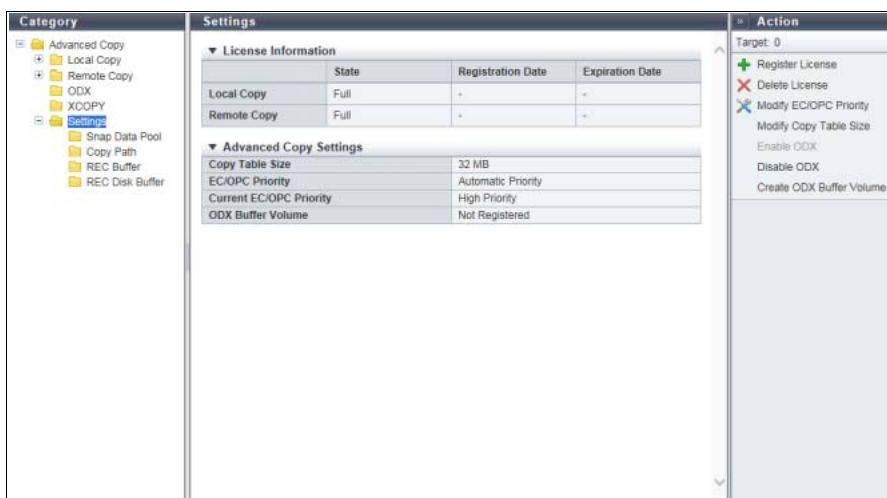 Category
Advanced Copy
Local Copy
Remote Copy
ODX
XCOPY
Settings
Snap Data Pool
Copy Path
REC Buffer
REC Disk Buffer
Settings
▼ License Information
State Registration Date Expiration Date
Local Copy Full - -
Remote Copy Full - -
▼ Advanced Copy Settings
Copy Table Size 32 MB
EC/OPC Priority Automatic Priority
Current EC/OPC Priority High Priority
ODX Buffer Volume Not Registered
» Action
Target: 0
Register License
Delete License
Modify EC/OPC Priority
Modify Copy Table Size
Enable ODX
Disable ODX
Create ODX Buffer Volume